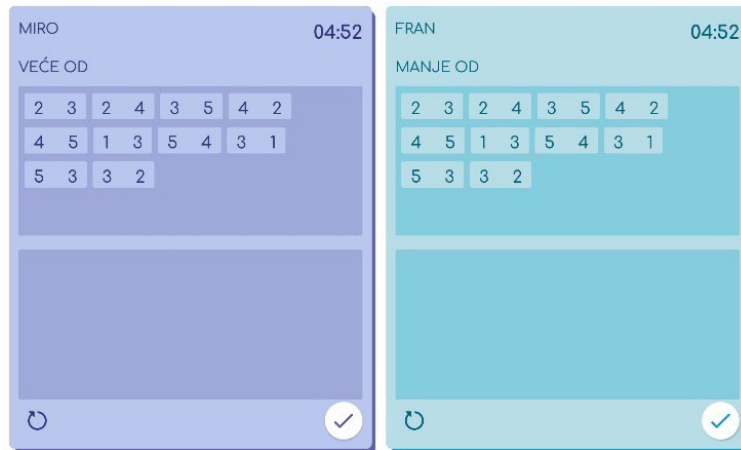 MIRO 04:52
VEĆE OD
2 3 2 4 3 5 4 2
4 5 1 3 5 4 3 1
5 3 3 2
FRAN 04:52
MANJE OD
2 3 2 4 3 5 4 2
4 5 1 3 5 4 3 1
5 3 3 2